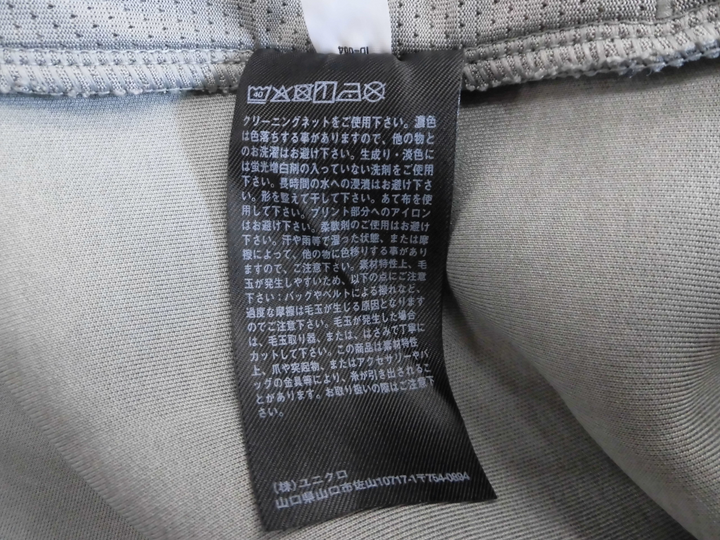 40
クリーニングネットをご使用下さい。濃色
は色落ちする事がありますので、他の物と
のお洗濯はお避け下さい。生成り・淡色に
は蛍光増白剤の入っていない洗剤をご使用
下さい。長時間の水への浸漬はお避け下さ
い。形を整えて干して下さい。あて布を使
用して下さい。プリント部分へのアイロン
はお避け下さい。柔軟剤のご使用はお避け
下さい。汗や雨等で湿った状態、または摩
擦によって、他の物に色移りする事があり
ますので、ご注意下さい。素材特性上、毛
玉が発生しやすいため、以下の点にご注意
下さい：バッグやベルトによる擦れなど、
過度な摩擦は毛玉が生じる原因となります
のでご注意下さい。毛玉が発生した場合
は、毛玉取り器、または、はさみで丁寧に
カットして下さい。この商品は素材特性
上、爪や突起物、またはアクセサリーやバ
ッグの金具等により、糸が引き出されるこ
とがあります。お取り扱いの際はご注意下
さい。
(株)ユニクロ
山口県山口市佐山10717-1〒754-0894